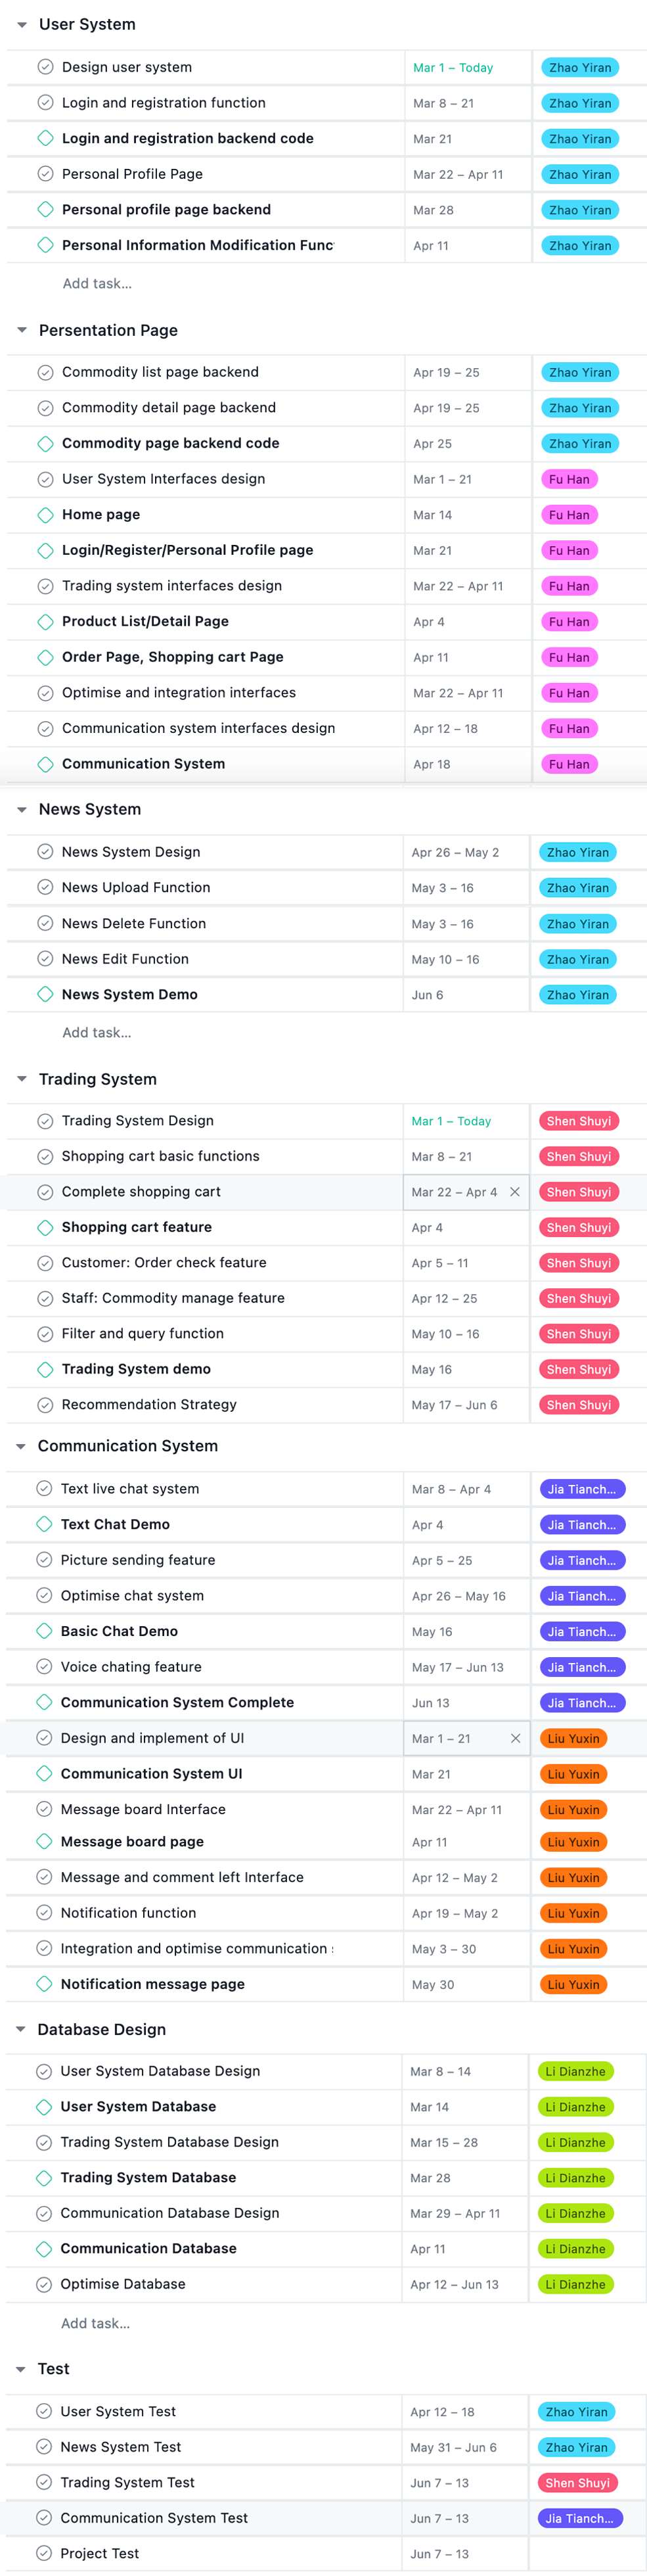 User System
Design user system Mar 1 – Today Zhao Yiran
Login and registration function Mar 8 – 21 Zhao Yiran
Login and registration backend code Mar 21 Zhao Yiran
Personal Profile Page Mar 22 – Apr 11 Zhao Yiran
Personal profile page backend Mar 28 Zhao Yiran
Personal Information Modification Func Apr 11 Zhao Yiran
Add task...
Persentation Page
Commodity list page backend Apr 19 – 25 Zhao Yiran
Commodity detail page backend Apr 19 – 25 Zhao Yiran
Commodity page backend code Apr 25 Zhao Yiran
User System Interfaces design Mar 1 – 21 Fu Han
Home page Mar 14 Fu Han
Login/Register/Personal Profile page Mar 21 Fu Han
Trading system interfaces design Mar 22 – Apr 11 Fu Han
Product List/Detail Page Apr 4 Fu Han
Order Page, Shopping cart Page Apr 11 Fu Han
Optimise and integration interfaces Mar 22 – Apr 11 Fu Han
Communication system interfaces design Apr 12 – 18 Fu Han
Communication System Apr 18 Fu Han
News System
News System Design Apr 26 – May 2 Zhao Yiran
News Upload Function May 3 – 16 Zhao Yiran
News Delete Function May 3 – 16 Zhao Yiran
News Edit Function May 10 – 16 Zhao Yiran
News System Demo Jun 6 Zhao Yiran
Add task...
Trading System
Trading System Design Mar 1 – Today Shen Shuyi
Shopping cart basic functions Mar 8 – 21 Shen Shuyi
Complete shopping cart Mar 22 – Apr 4 Shen Shuyi
Shopping cart feature Apr 4 Shen Shuyi
Customer: Order check feature Apr 5 – 11 Shen Shuyi
Staff: Commodity manage feature Apr 12 – 25 Shen Shuyi
Filter and query function May 10 – 16 Shen Shuyi
Trading System demo May 16 Shen Shuyi
Recommendation Strategy May 17 – Jun 6 Shen Shuyi
Communication System
Text live chat system Mar 8 – Apr 4 Jia Tianch...
Text Chat Demo Apr 4 Jia Tianch...
Picture sending feature Apr 5 – 25 Jia Tianch...
Optimise chat system Apr 26 – May 16 Jia Tianch...
Basic Chat Demo May 16 Jia Tianch...
Voice chating feature May 17 – Jun 13 Jia Tianch...
Communication System Complete Jun 13 Jia Tianch...
Design and implement of UI Mar 1 – 21 Liu Yuxin
Communication System UI Mar 21 Liu Yuxin
Message board Interface Mar 22 – Apr 11 Liu Yuxin
Message board page Apr 11 Liu Yuxin
Message and comment left Interface Apr 12 – May 2 Liu Yuxin
Notification function Apr 19 – May 2 Liu Yuxin
Integration and optimise communication May 3 – 30 Liu Yuxin
Notification message page May 30 Liu Yuxin
Database Design
User System Database Design Mar 8 – 14 Li Dianzhe
User System Database Mar 14 Li Dianzhe
Trading System Database Design Mar 15 – 28 Li Dianzhe
Trading System Database Mar 28 Li Dianzhe
Communication Database Design Mar 29 – Apr 11 Li Dianzhe
Communication Database Apr 11 Li Dianzhe
Optimise Database Apr 12 – Jun 13 Li Dianzhe
Add task...
Test
User System Test Apr 12 – 18 Zhao Yiran
News System Test May 31 – Jun 6 Zhao Yiran
Trading System Test Jun 7 – 13 Shen Shuyi
Communication System Test Jun 7 – 13 Jia Tianch...
Project Test Jun 7 – 13